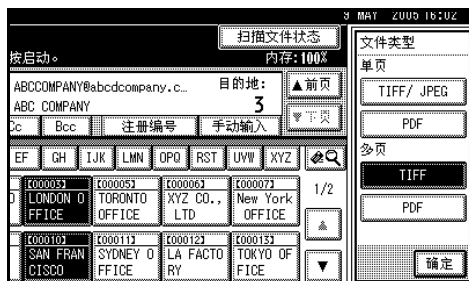 9 MAY 2005 16:02
扫描文件状态
按启动。 内存:100%
ABCCOMPANY@abcdcompany.c... 目的地: ▲前页
ABC COMPANY 3 ▼下页
Cc Bcc 注册编号 手动输入
EF GH IJK LMN OPQ RST UVW XYZ
[00003] [00005] [00006] [00007] 1/2
LONDON O TORONTO XYZ CO., New York
FFICE OFFICE LTD OFFICE
[00010] [00011] [00012] [00013]
SAN FRAN SYDNEY O LA FACTO TOKYO OF
CISCO FFICE RY FICE
文件类型
单页
TIFF/ JPEG
PDF
多页
TIFF
PDF
确定